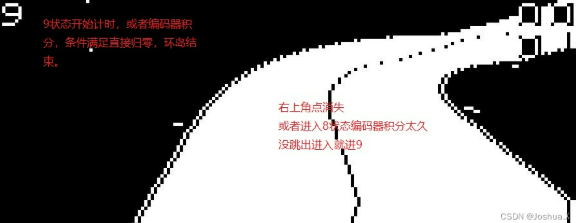 9
9状态开始计时，或者编码器积
分，条件满足直接归零，环岛结
束。
右上角点消失
或者进入8状态编码器积分太久
没跳出进入就进9
CSDN @Joshua.X